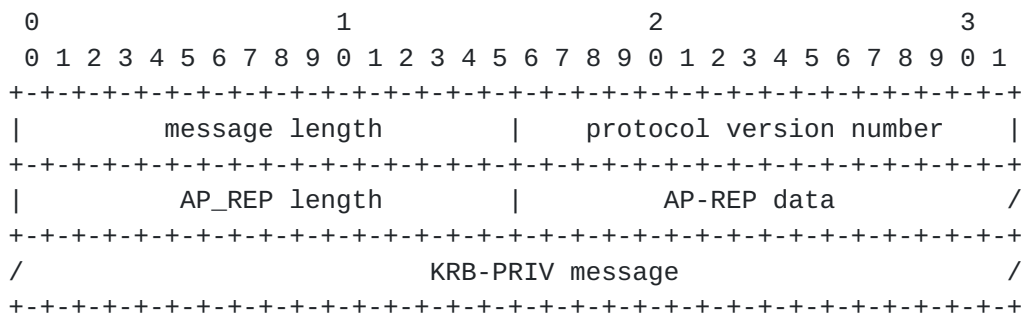 0                   1                   2                   3
 0 1 2 3 4 5 6 7 8 9 0 1 2 3 4 5 6 7 8 9 0 1 2 3 4 5 6 7 8 9 0 1
+-+-+-+-+-+-+-+-+-+-+-+-+-+-+-+-+-+-+-+-+-+-+-+-+-+-+-+-+-+-+-+-+
|         message length        |    protocol version number    |
+-+-+-+-+-+-+-+-+-+-+-+-+-+-+-+-+-+-+-+-+-+-+-+-+-+-+-+-+-+-+-+-+
|          AP_REP length        |         AP-REP data           /
+-+-+-+-+-+-+-+-+-+-+-+-+-+-+-+-+-+-+-+-+-+-+-+-+-+-+-+-+-+-+-+-+
/                          KRB-PRIV message                     /
+-+-+-+-+-+-+-+-+-+-+-+-+-+-+-+-+-+-+-+-+-+-+-+-+-+-+-+-+-+-+-+-+